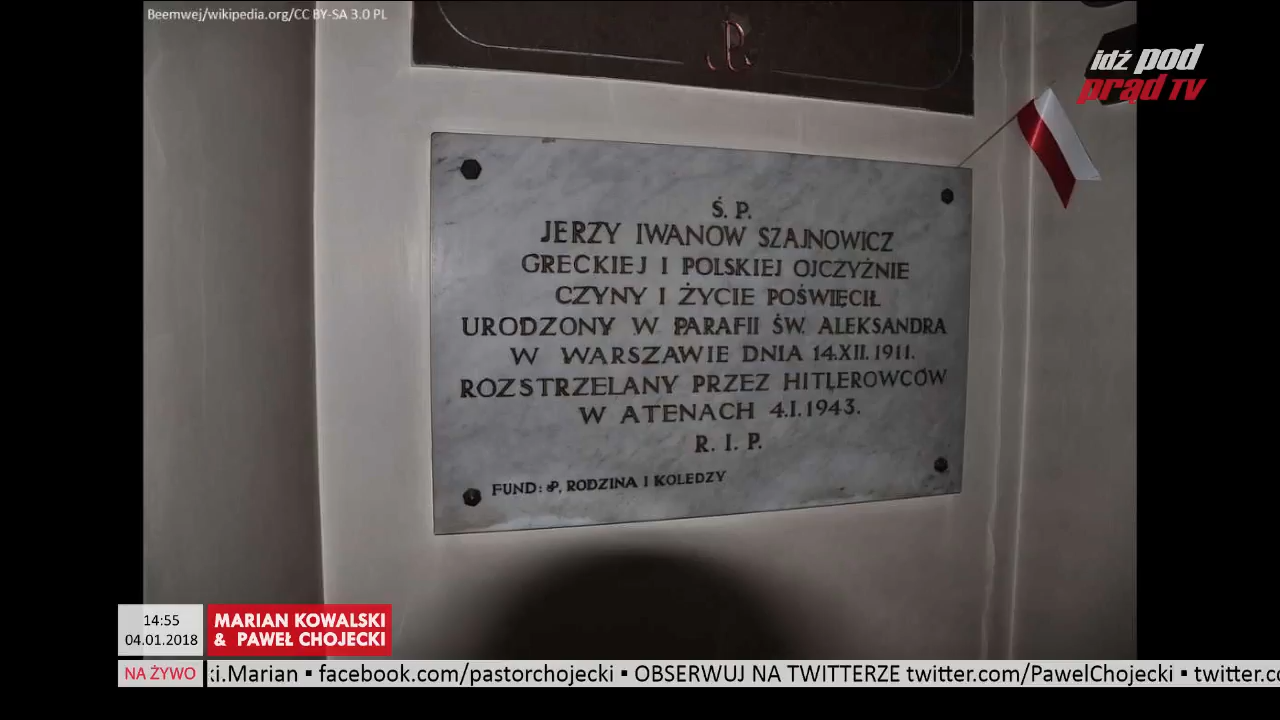 Beemwej/wikipedia.org/CC BY-SA 3.0 PL
idź pod
prąd TV
Ś. P.
JERZY IWANOW SZAJNOWICZ
GRECKIEJ I POLSKIEJ OJCZYŹNIE
CZYNY I ŻYCIE POŚWIĘCIŁ
URODZONY W PARAFII ŚW. ALEKSANDRA
W WARSZAWIE DNIA 14.XII.1911.
ROZSTRZELANY PRZEZ HITLEROWCÓW
W ATENACH 4.I.1943.
R. I. P.
FUND: RODZINA I KOLEDZY
14:55
04.01.2018
MARIAN KOWALSKI
& PAWEŁ CHOJECKI
NA ŻYWO
ki.Marian ▪ facebook.com/pastorchojecki ▪ OBSERWUJ NA TWITTERZE twitter.com/PawelChojecki ▪ twitter.co